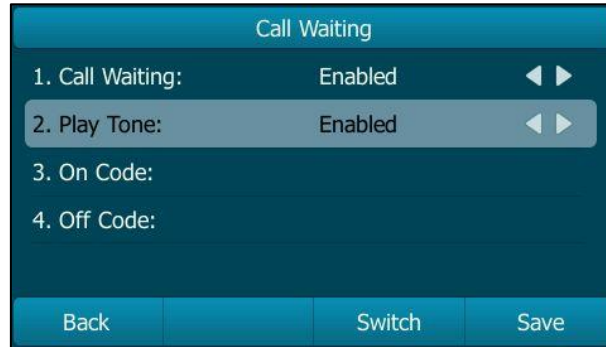 Call Waiting
1. Call Waiting: Enabled
2. Play Tone: Enabled
3. On Code:
4. Off Code:
Back Switch Save